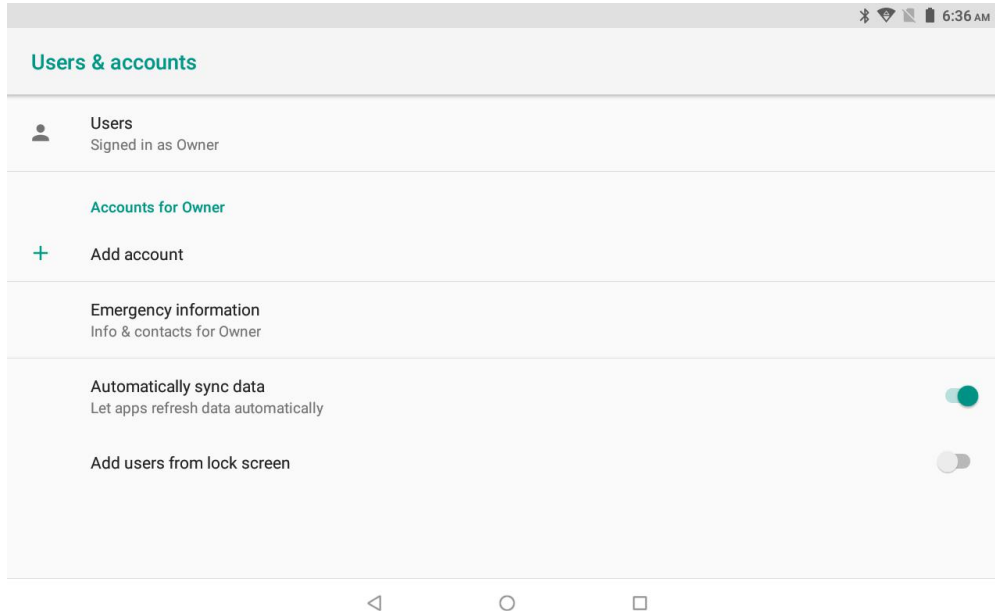 6:36 AM
Users & accounts
Users
Signed in as Owner
Accounts for Owner
Add account
Emergency information
Info & contacts for Owner
Automatically sync data
Let apps refresh data automatically
Add users from lock screen